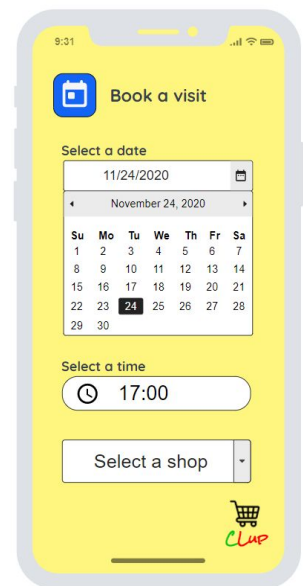 9:31
Book a visit
Select a date
11/24/2020
November 24, 2020
Su Mo Tu We Th Fr Sa
1 2 3 4 5 6 7
8 9 10 11 12 13 14
15 16 17 18 19 20 21
22 23 24 25 26 27 28
29 30
Select a time
17:00
Select a shop
CLup